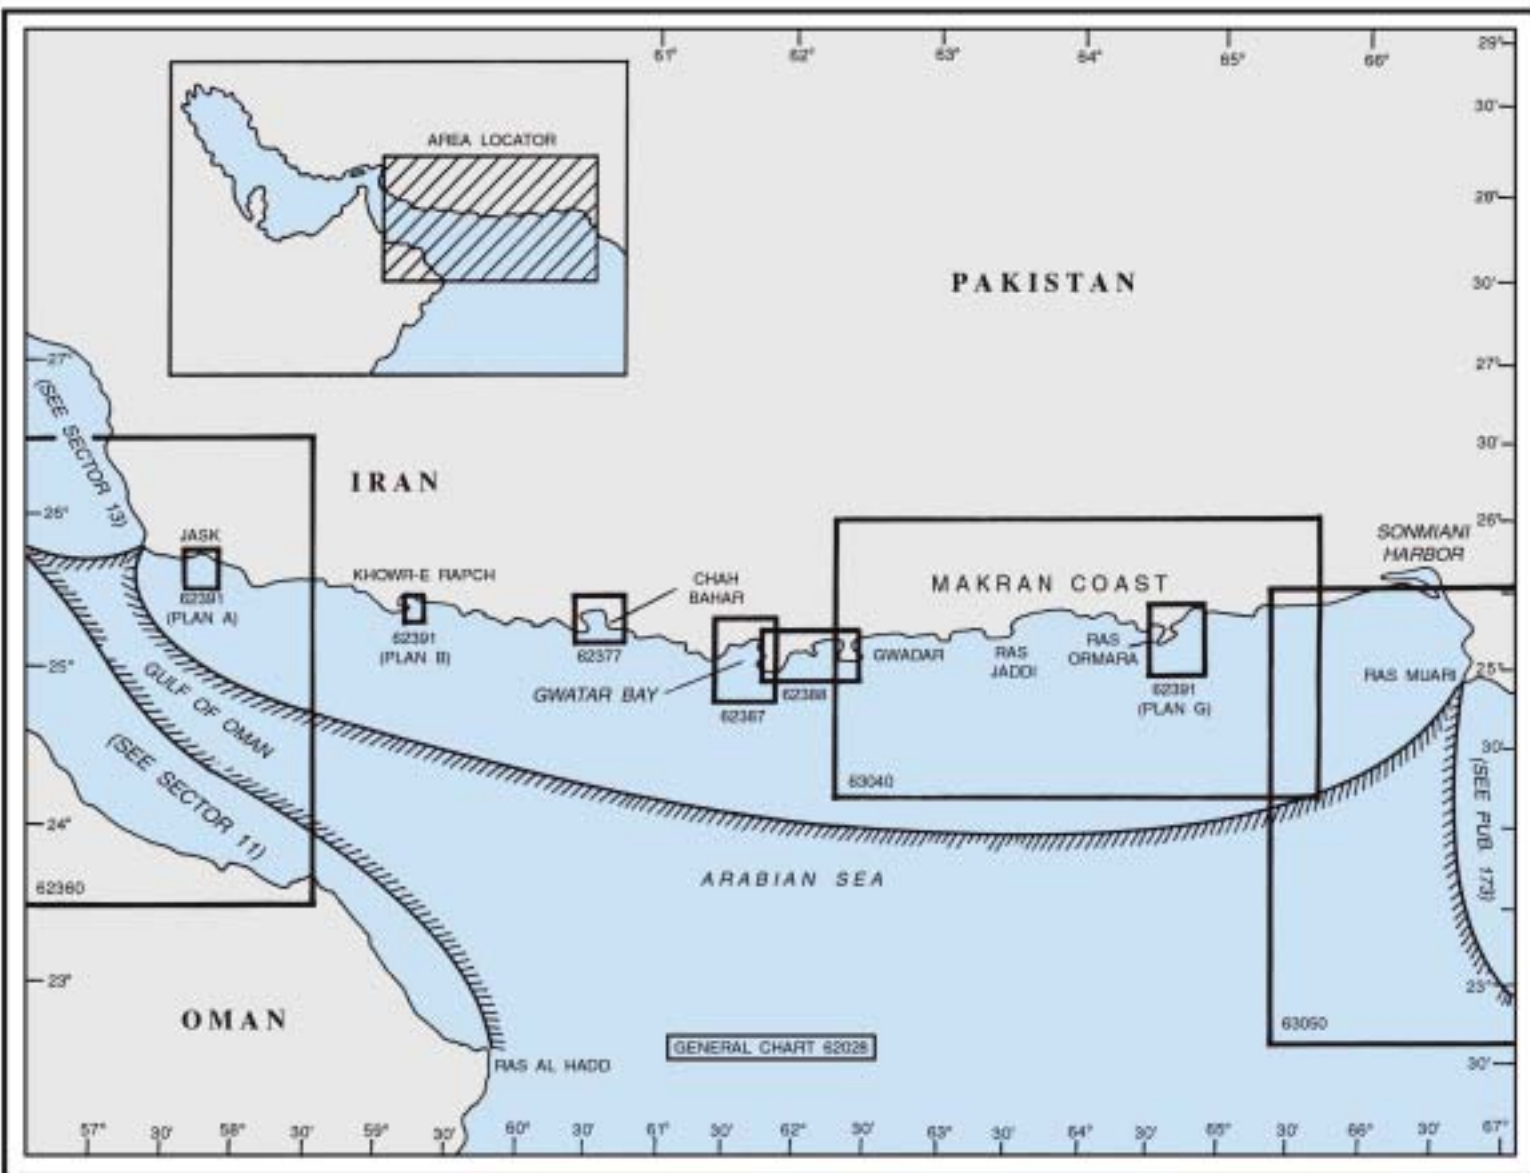 61° 62° 63° 64° 65° 66°
29°
30'
AREA LOCATOR
28°
PAKISTAN
30'
27°
27°
(SEE SECTOR 13)
30'
IRAN
26°
26°
SONMIANI
HARBOR
JASK
KHOWR-E RAPCH
CHAH
BAHAR
MAKRAN COAST
62391
(PLAN A)
62391
(PLAN B)
62377
GWADAR
RAS
JADDI
RAS
ORMARA
25°
25°
RAS MUARI
GWATAR BAY
62387
62388
62391
(PLAN G)
GULF OF OMAN
(SEE SECTOR 11)
30'
63040
(SEE PUB. 173)
24°
ARABIAN SEA
62360
23°
23°
OMAN
63050
GENERAL CHART 62028
RAS AL HADD
30'
57° 30' 58° 30' 59° 30' 60° 30' 61° 30' 62° 30' 63° 30' 64° 30' 65° 30' 66° 30' 67°